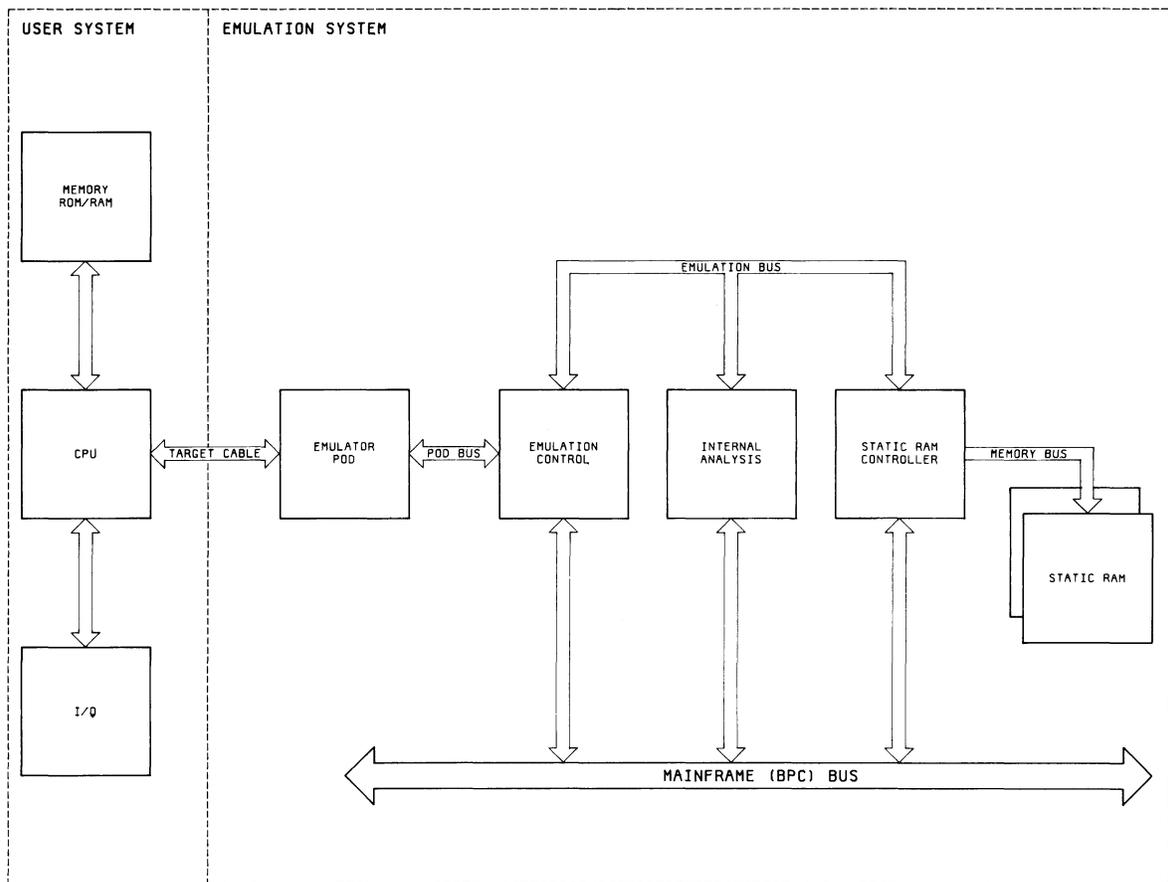 USER SYSTEM
EMULATION SYSTEM
MEMORY
ROM/RAM
EMULATION BUS
CPU
TARGET CABLE
EMULATOR
POD
POD BUS
EMULATION
CONTROL
INTERNAL
ANALYSIS
STATIC RAM
CONTROLLER
MEMORY BUS
STATIC RAM
I/O
MAINFRAME (BPC) BUS